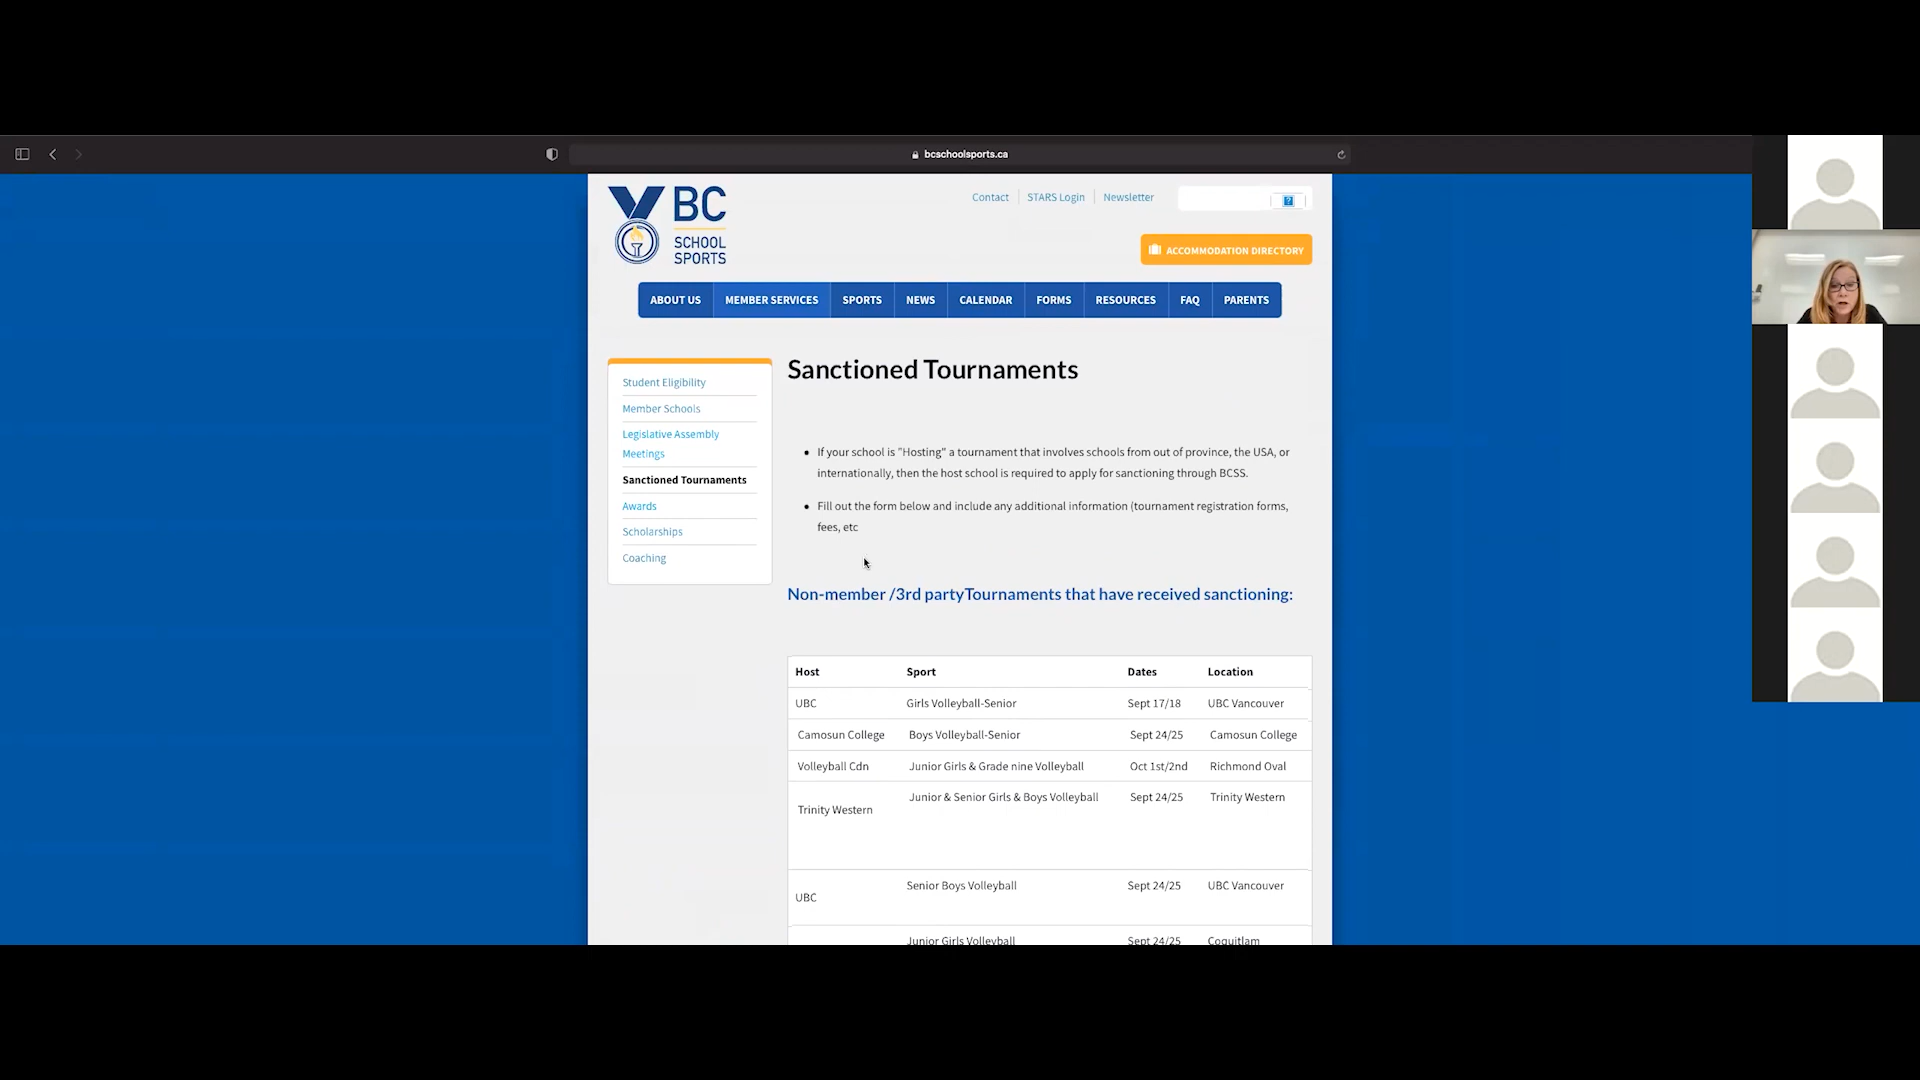 bcschoolsports.ca
BC
SCHOOL
SPORTS
Contact
STARS Login
Newsletter
?
ACCOMMODATION DIRECTORY
ABOUT US
MEMBER SERVICES
SPORTS
NEWS
CALENDAR
FORMS
RESOURCES
FAQ
PARENTS
Student Eligibility
Member Schools
Legislative Assembly
Meetings
Sanctioned Tournaments
Awards
Scholarships
Coaching
Sanctioned Tournaments
If your school is "Hosting" a tournament that involves schools from out of province, the USA, or
internationally, then the host school is required to apply for sanctioning through BCSS.
Fill out the form below and include any additional information (tournament registration forms,
fees, etc
Non-member /3rd partyTournaments that have received sanctioning:
Host Sport Dates Location
UBC Girls Volleyball-Senior Sept 17/18 UBC Vancouver
Camosun College Boys Volleyball-Senior Sept 24/25 Camosun College
Volleyball Cdn Junior Girls & Grade nine Volleyball Oct 1st/2nd Richmond Oval
Trinity Western Junior & Senior Girls & Boys Volleyball Sept 24/25 Trinity Western
UBC Senior Boys Volleyball Sept 24/25 UBC Vancouver
Junior Girls Volleyball Sept 24/25 Coquitlam